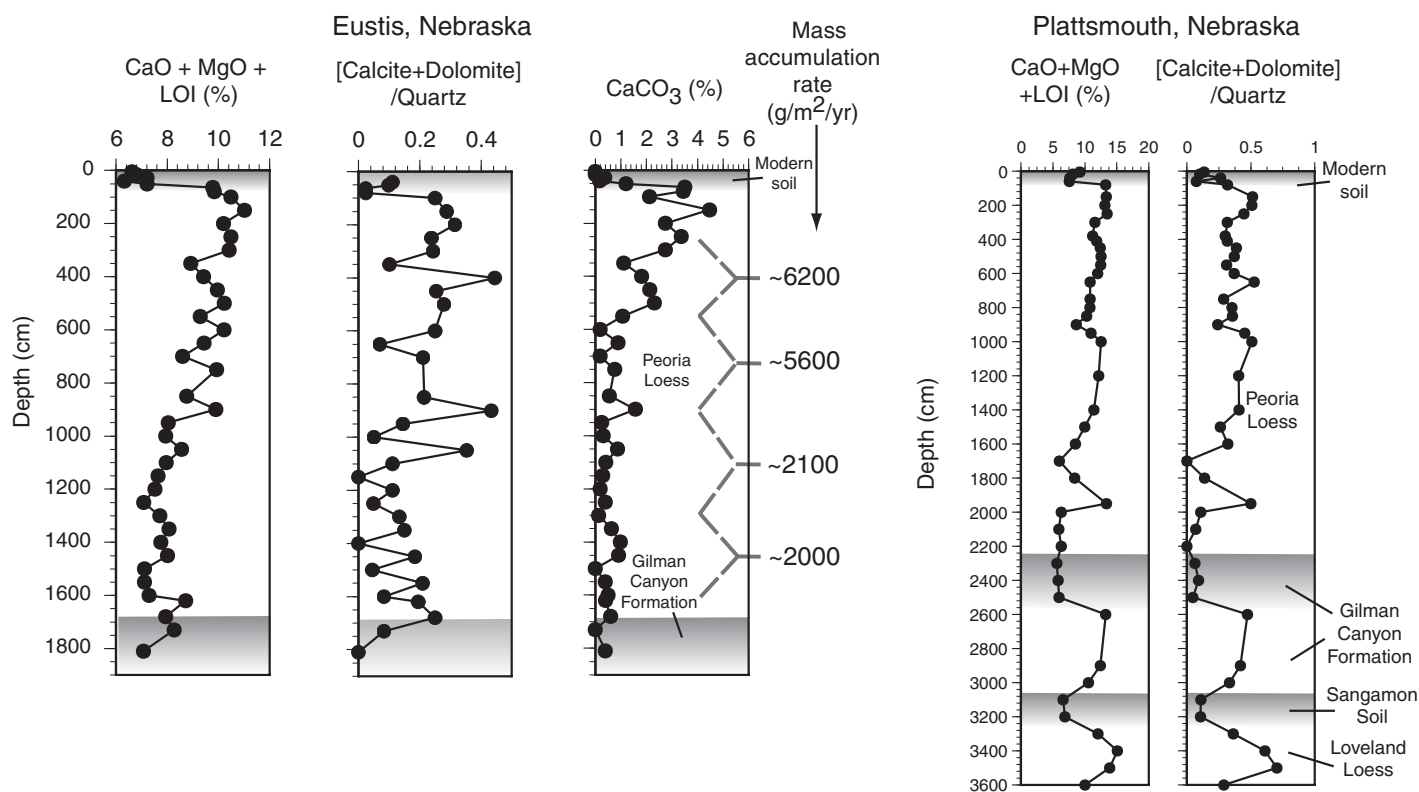 Eustis, Nebraska
CaO + MgO +
LOI (%)
[Calcite+Dolomite]
/Quartz
CaCO3 (%)
Mass
accumulation
rate
(g/m2/yr)
6 8 10 12
0 0.2 0.4
0 1 2 3 4 5 6
Depth (cm)
0
200
400
600
800
1000
1200
1400
1600
1800
Modern
soil
Peoria
Loess
Gilman
Canyon
Formation
~6200
~5600
~2100
~2000
Plattsmouth, Nebraska
CaO+MgO
+LOI (%)
[Calcite+Dolomite]
/Quartz
0 5 10 15 20
0 0.5 1
Depth (cm)
0
200
400
600
800
1000
1200
1400
1600
1800
2000
2200
2400
2600
2800
3000
3200
3400
3600
Modern
soil
Peoria
Loess
Gilman
Canyon
Formation
Sangamon
Soil
Loveland
Loess